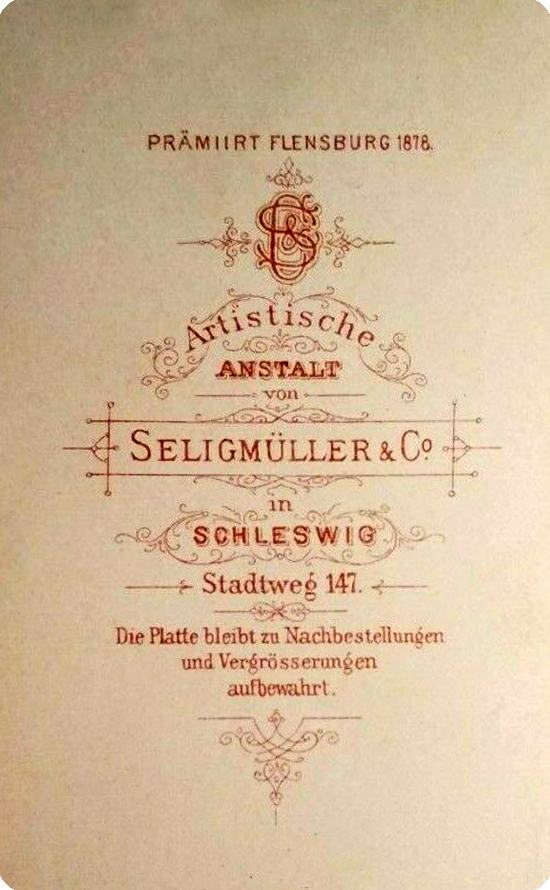 PRÄMIIRT FLENSBURG 1878.
Artistische
ANSTALT
von
SELIGMÜLLER & Co
in
SCHLESWIG
Stadtweg 147.
Die Platte bleibt zu Nachbestellungen
und Vergrösserungen
aufbewahrt.